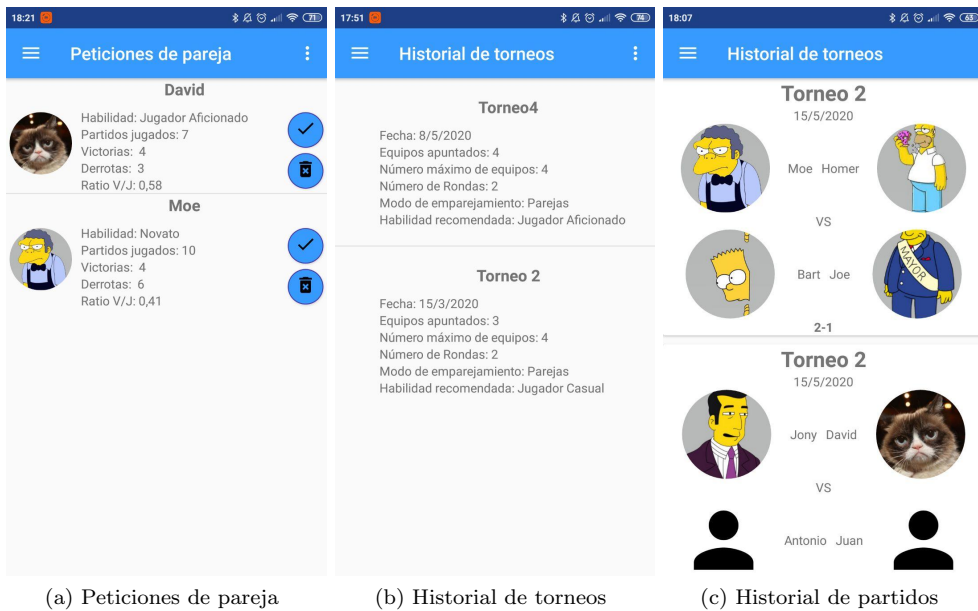 18:21
71
Peticiones de pareja
David
Habilidad: Jugador Aficionado
Partidos jugados: 7
Victorias: 4
Derrotas: 3
Ratio V/J: 0,58
Moe
Habilidad: Novato
Partidos jugados: 10
Victorias: 4
Derrotas: 6
Ratio V/J: 0,41
(a) Peticiones de pareja
17:51
74
Historial de torneos
Torneo4
Fecha: 8/5/2020
Equipos apuntados: 4
Número máximo de equipos: 4
Número de Rondas: 2
Modo de emparejamiento: Parejas
Habilidad recomendada: Jugador Aficionado
Torneo 2
Fecha: 15/3/2020
Equipos apuntados: 3
Número máximo de equipos: 4
Número de Rondas: 2
Modo de emparejamiento: Parejas
Habilidad recomendada: Jugador Casual
(b) Historial de torneos
18:07
63
Historial de torneos
Torneo 2
15/5/2020
Moe Homer
VS
Bart Joe
MAYOR
2-1
Torneo 2
15/5/2020
Jony David
VS
Antonio Juan
(c) Historial de partidos